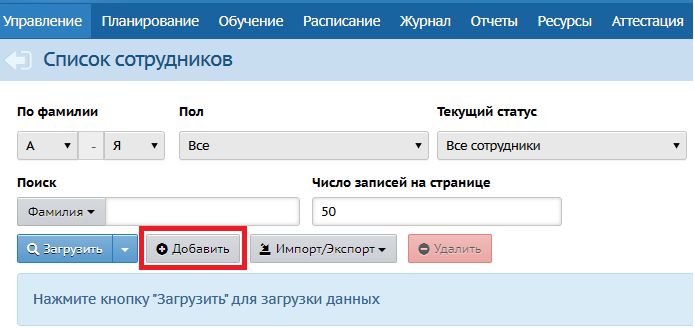 Управление Планирование Обучение Расписание Журнал Отчеты Ресурсы Аттестация
Список сотрудников
По фамилии Пол Текущий статус
А - Я Все Все сотрудники
Поиск Число записей на странице
Фамилия 50
Загрузить Добавить Импорт/Экспорт Удалить
Нажмите кнопку "Загрузить" для загрузки данных